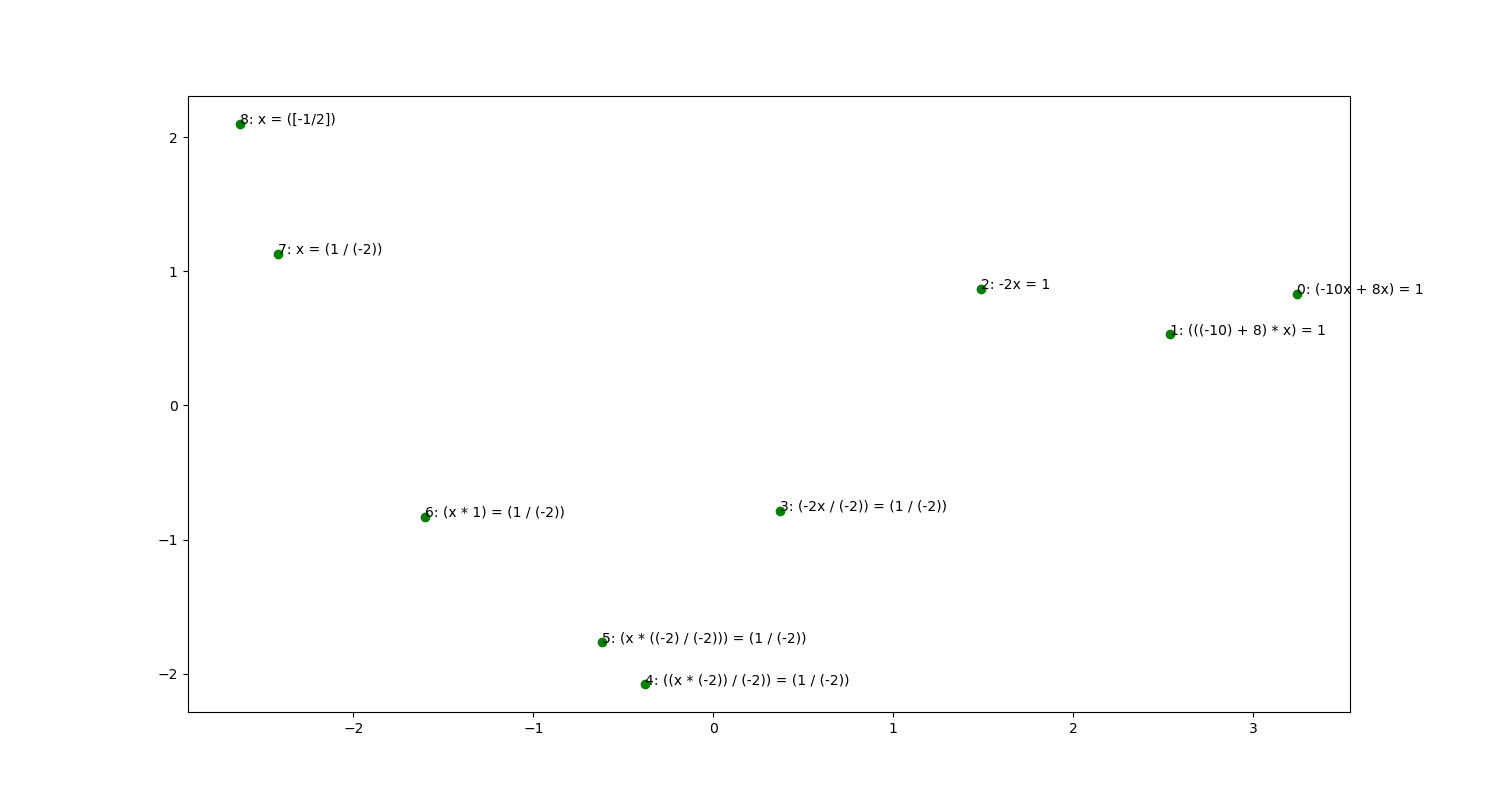 8: x = ([-1/2])
7: x = (1 / (-2))
2: -2x = 1
0: (-10x + 8x) = 1
1: (((-10) + 8) * x) = 1
6: (x * 1) = (1 / (-2))
3: (-2x / (-2)) = (1 / (-2))
5: (x * ((-2) / (-2))) = (1 / (-2))
4: ((x * (-2)) / (-2)) = (1 / (-2))
2
1
0
−1
−2
−2
−1
0
1
2
3